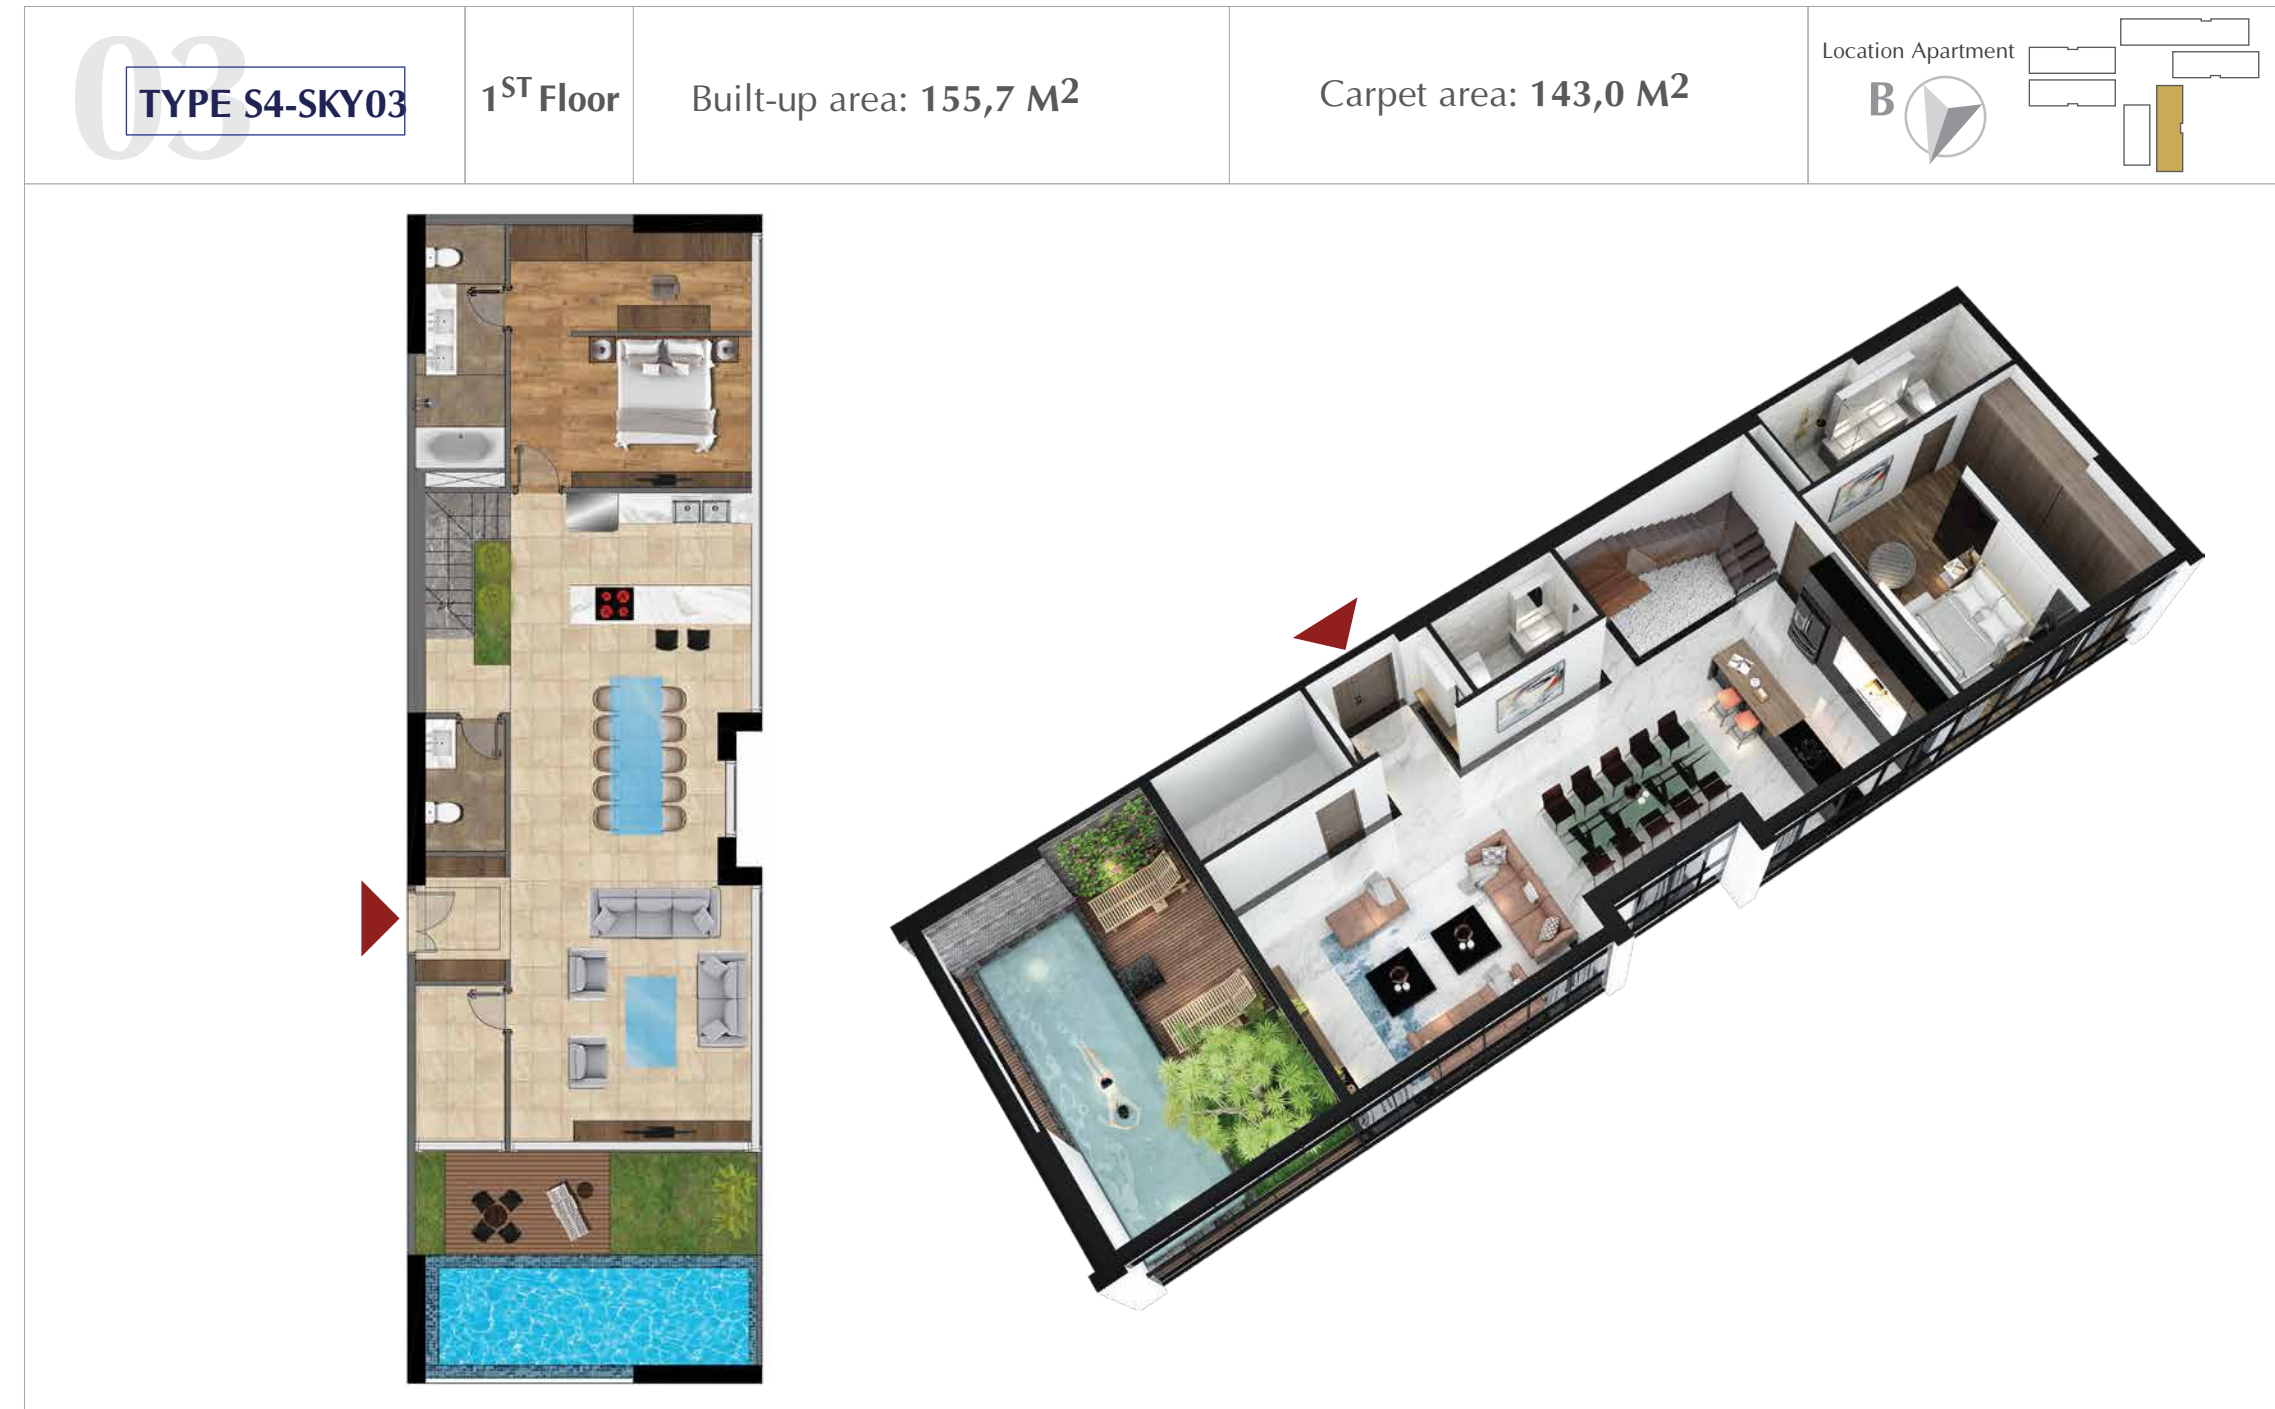 03
TYPE S4-SKY03
1ST Floor
Built-up area: 155,7 M2
Carpet area: 143,0 M2
Location Apartment
B